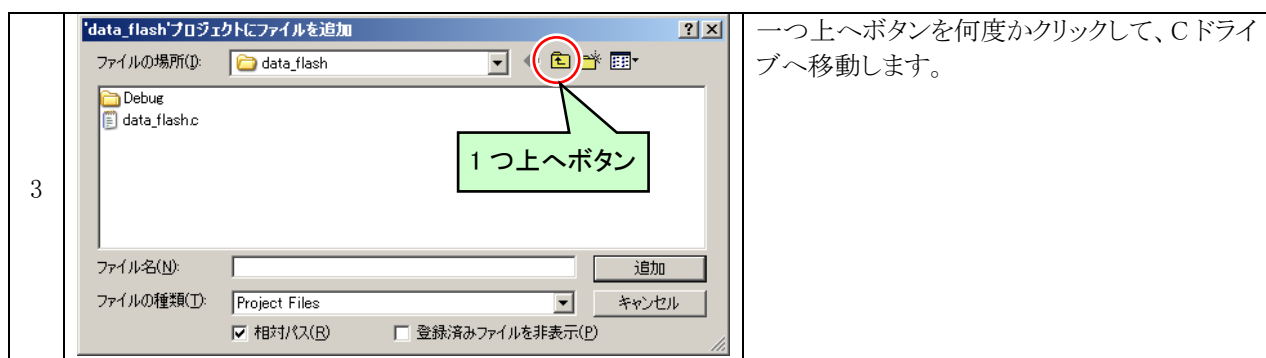 3
'data_flash'プロジェクトにファイルを追加
ファイルの場所(I):
data_flash
Debug
data_flash.c
1つ上へボタン
ファイル名(N):
追加
ファイルの種類(T):
Project Files
キャンセル
相対パス(R)
登録済みファイルを非表示(P)
一つ上へボタンを何度かクリックして、Cドライ
ブへ移動します。